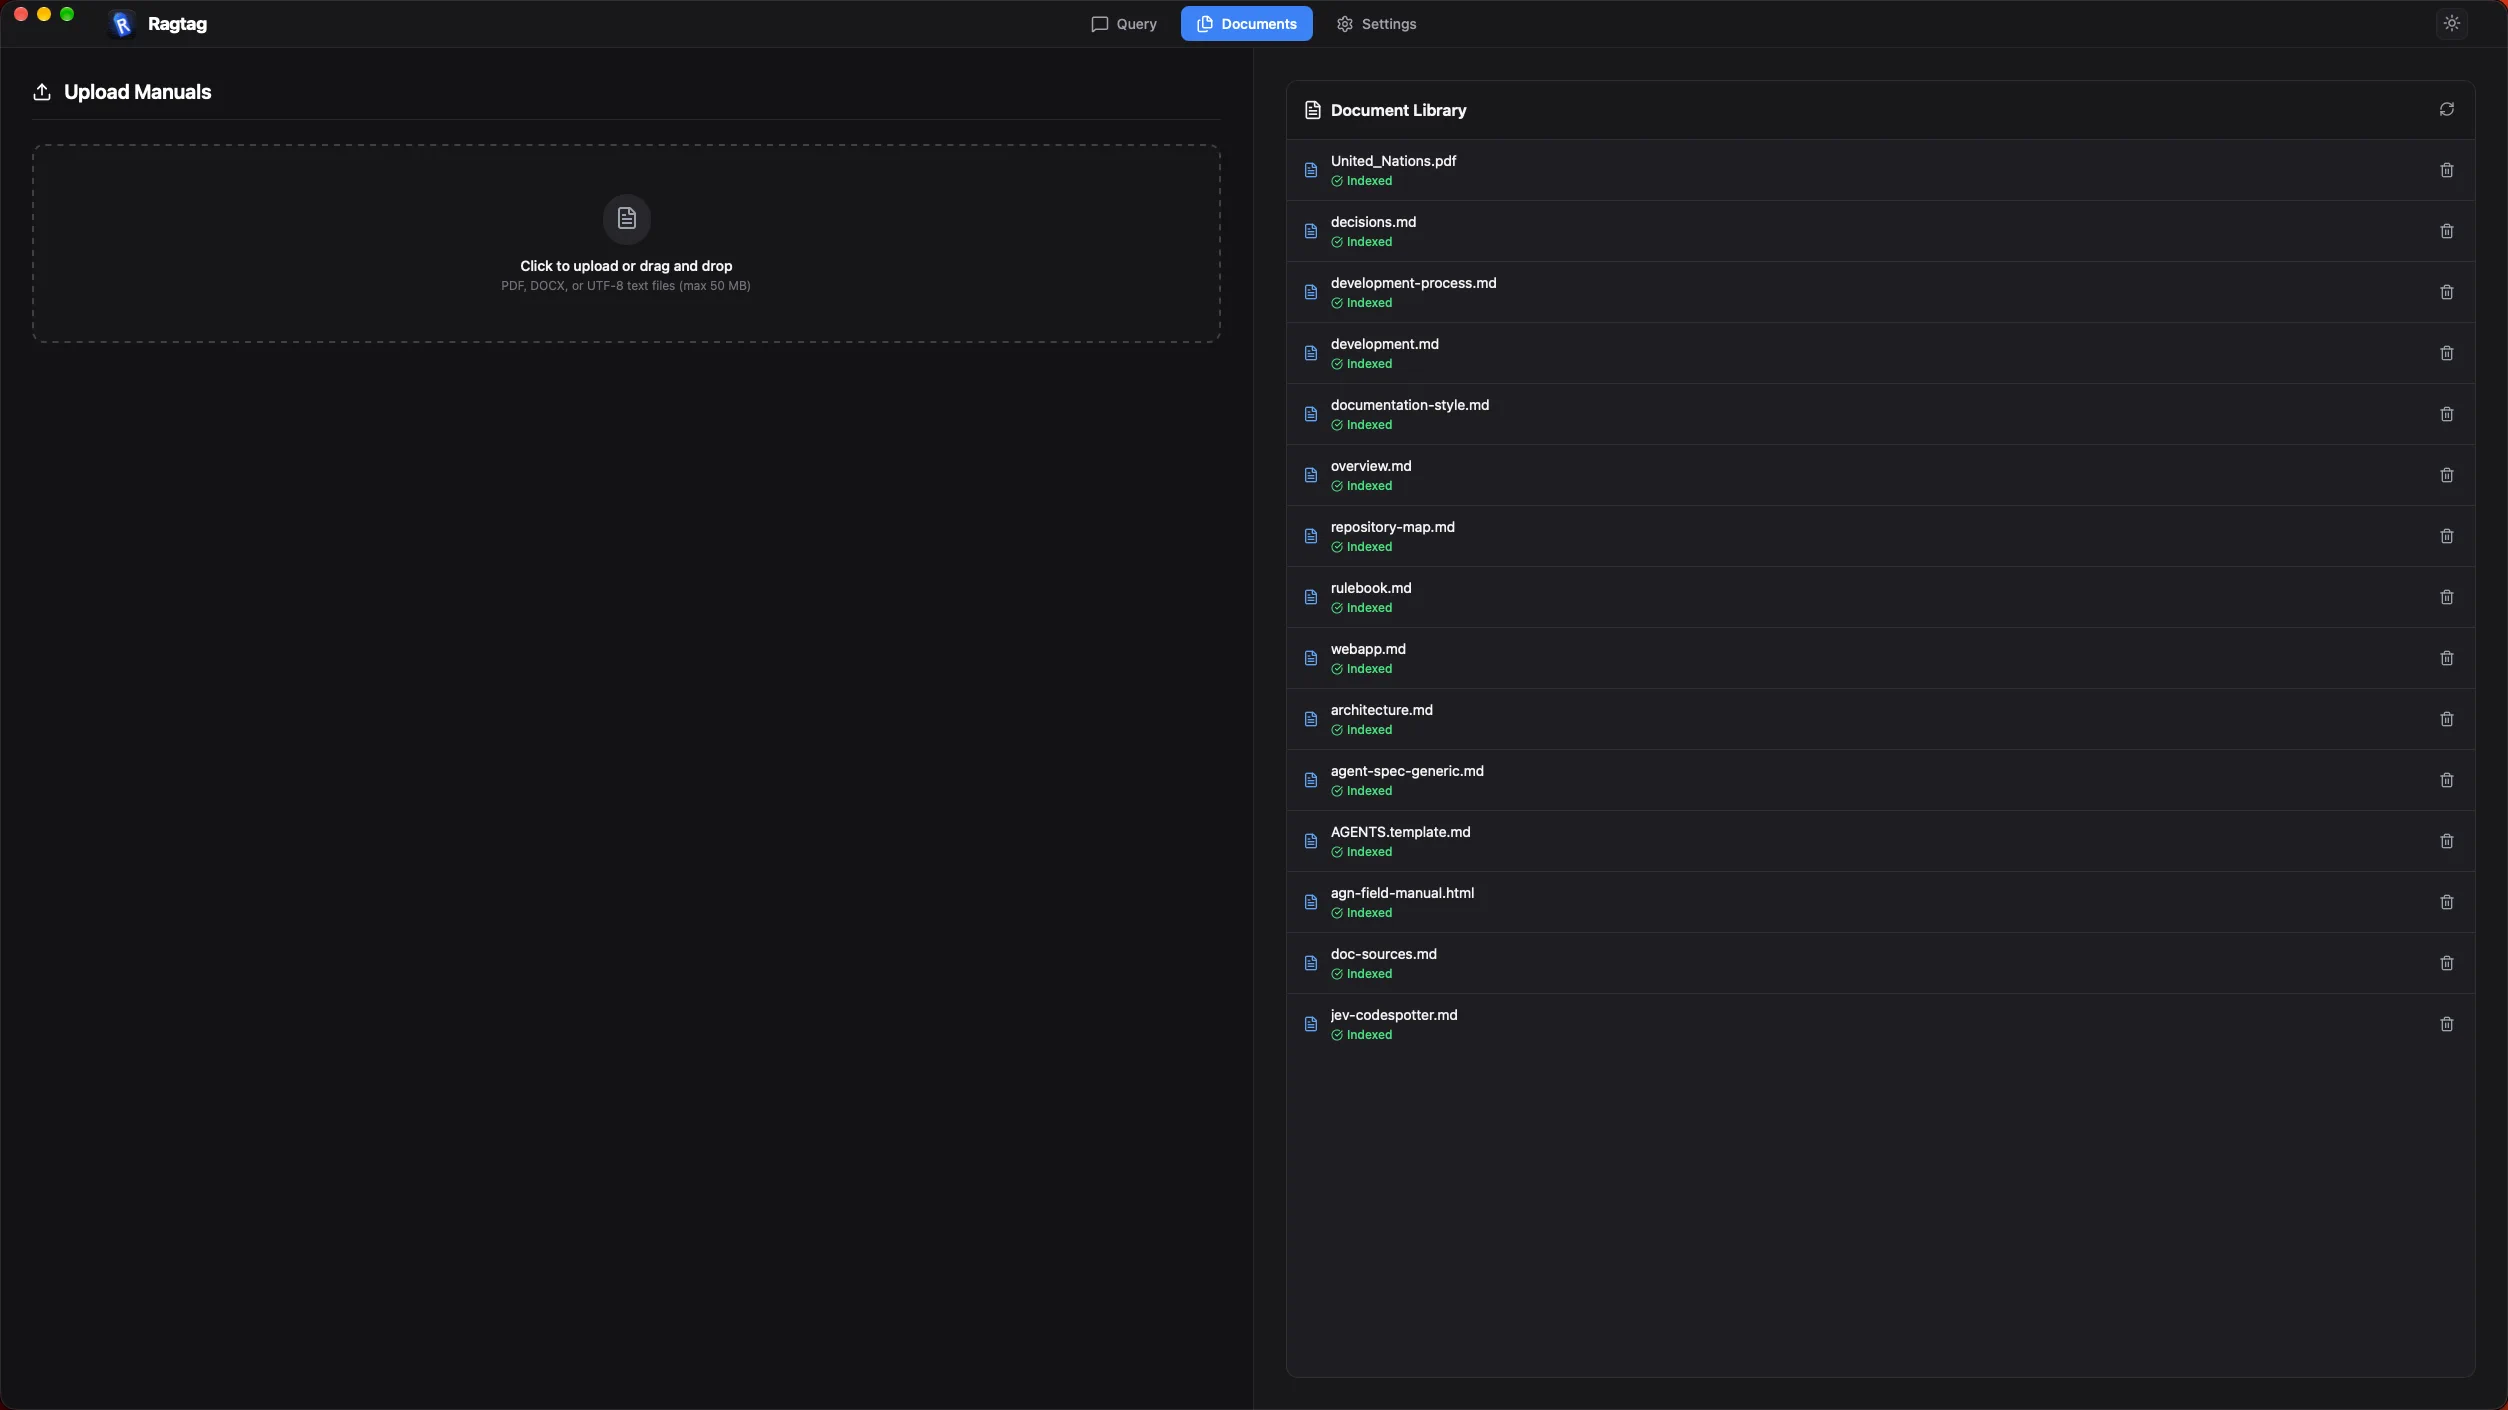 Ragtag
Query
Documents
Settings
Upload Manuals
Click to upload or drag and drop
PDF, DOCX, or UTF-8 text files (max 50 MB)
Document Library
United_Nations.pdf
Indexed
decisions.md
Indexed
development-process.md
Indexed
development.md
Indexed
documentation-style.md
Indexed
overview.md
Indexed
repository-map.md
Indexed
rulebook.md
Indexed
webapp.md
Indexed
architecture.md
Indexed
agent-spec-generic.md
Indexed
AGENTS.template.md
Indexed
agn-field-manual.html
Indexed
doc-sources.md
Indexed
jev-codespotter.md
Indexed